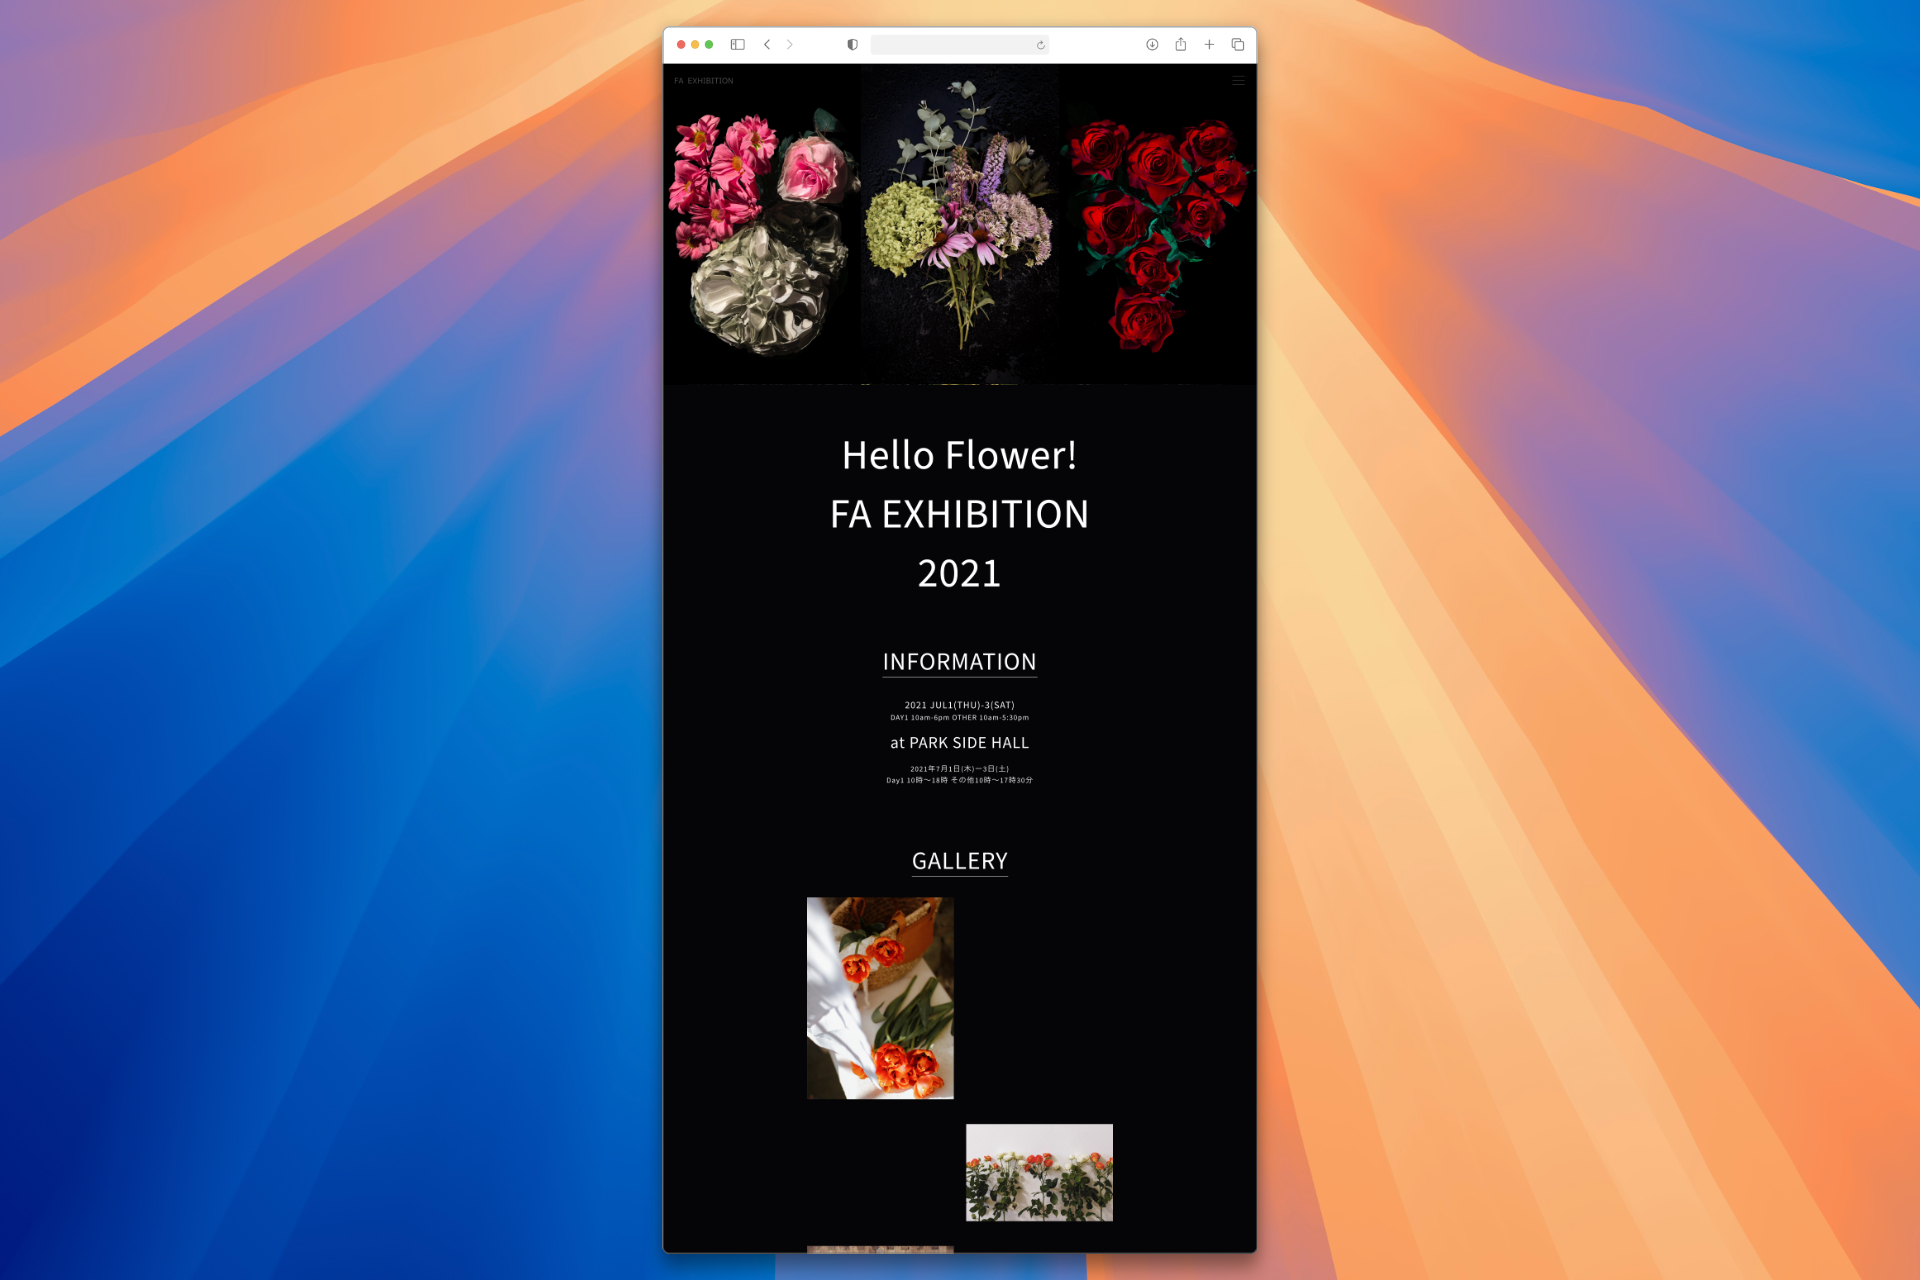 FA EXHIBITION
Hello Flower!
FA EXHIBITION
2021
INFORMATION
2021 JUL1(THU)-3(SAT)
DAY1 10am-6pm OTHER 10am-5:30pm
at PARK SIDE HALL
2021年7月1日(木)ー3日(土)
Day1 10時〜18時 その他10時〜17時30分
GALLERY